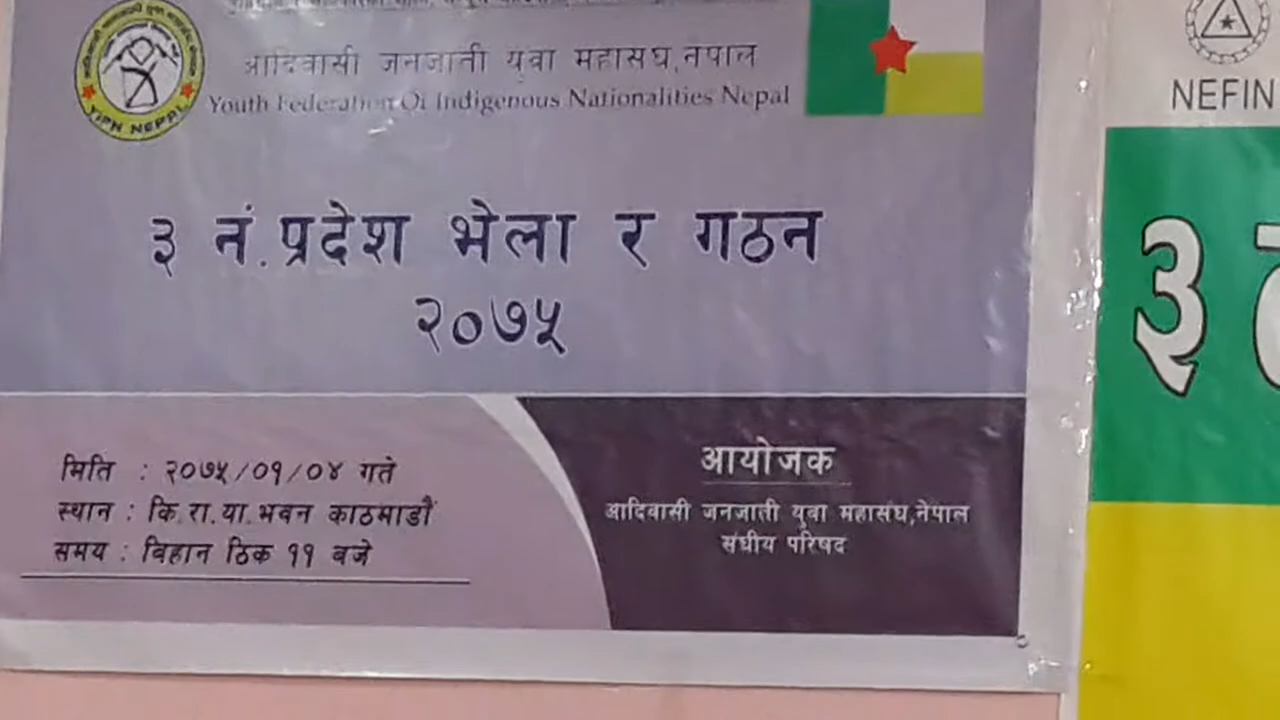 आदिवासी जनजाती युवा महासंघ,नेपाल
Youth Federation Of Indigenous Nationalities Nepal
YIPN NEPAL
३ नं.प्रदेश भेला र गठन
२०७५
मिति : २०७५/०१/०४ गते
स्थान : कि.रा.या.भवन काठमाडौं
समय : विहान ठिक ११ बजे
आयोजक
आदिवासी जनजाती युवा महासंघ,नेपाल
संघीय परिषद
NEFIN
३